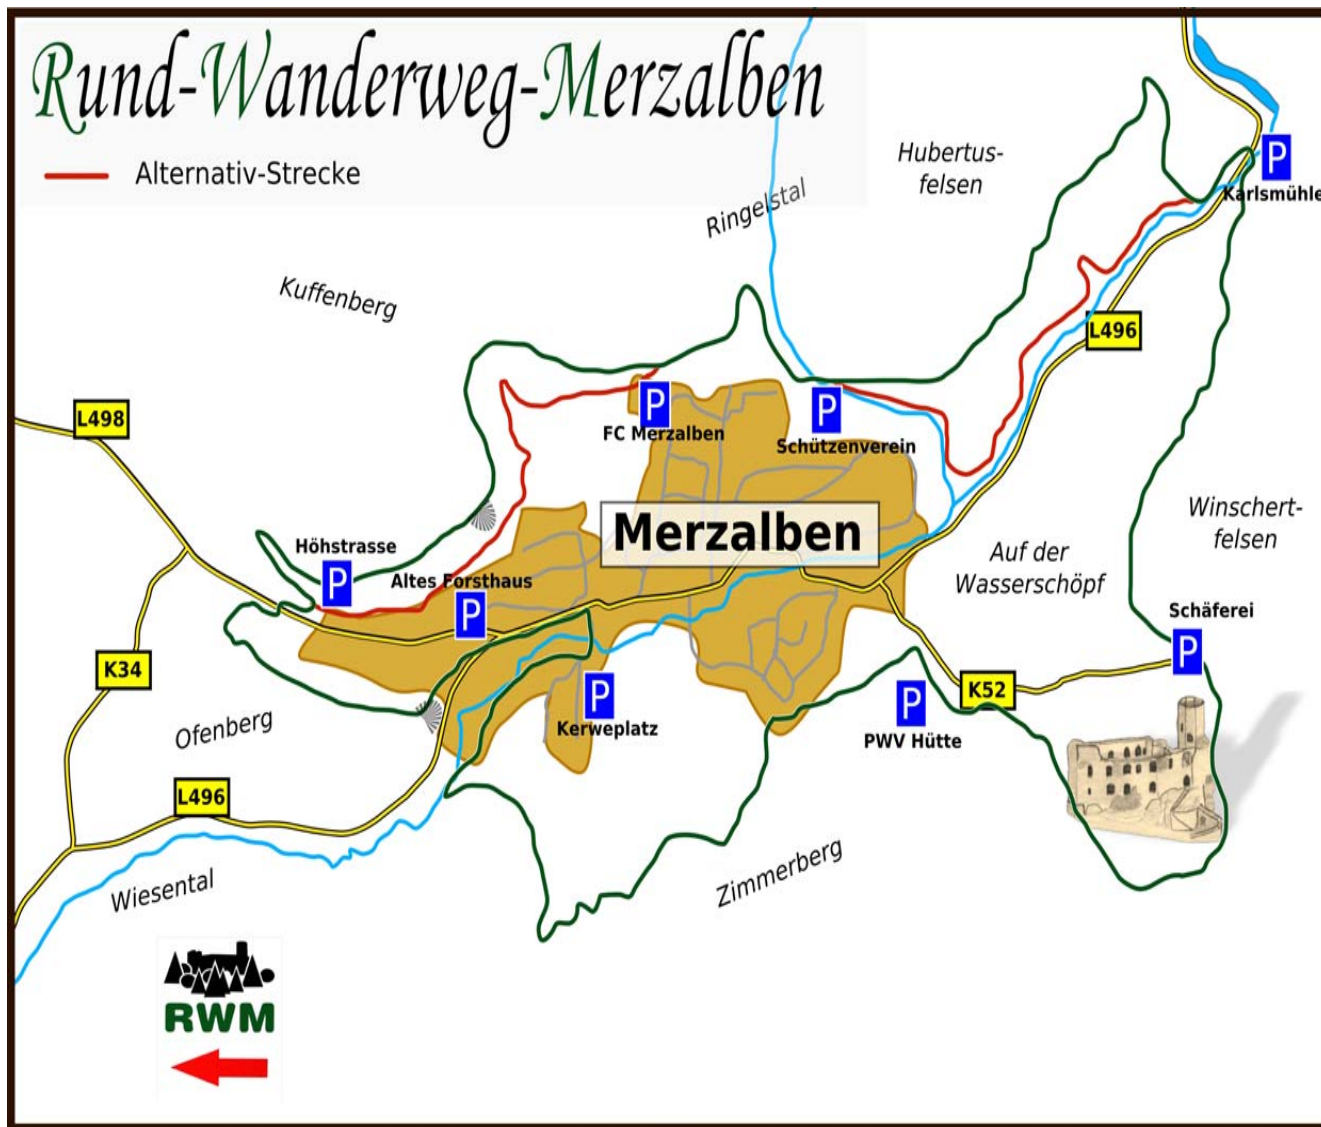 Rund-Wanderweg-Merzalben
Alternativ-Strecke
Hubertus-
felsen
P
Karlsmühle
Ringelstal
Kuffenberg
L496
L498
P
FC Merzalben
P
Schützenverein
Merzalben
Winschert-
felsen
Höhstrasse
P
Altes Forsthaus
P
Auf der
Wasserschöpf
Schäferei
P
K34
K52
P
Kerweplatz
P
PWV Hütte
Ofenberg
L496
Wiesental
Zimmerberg
RWM